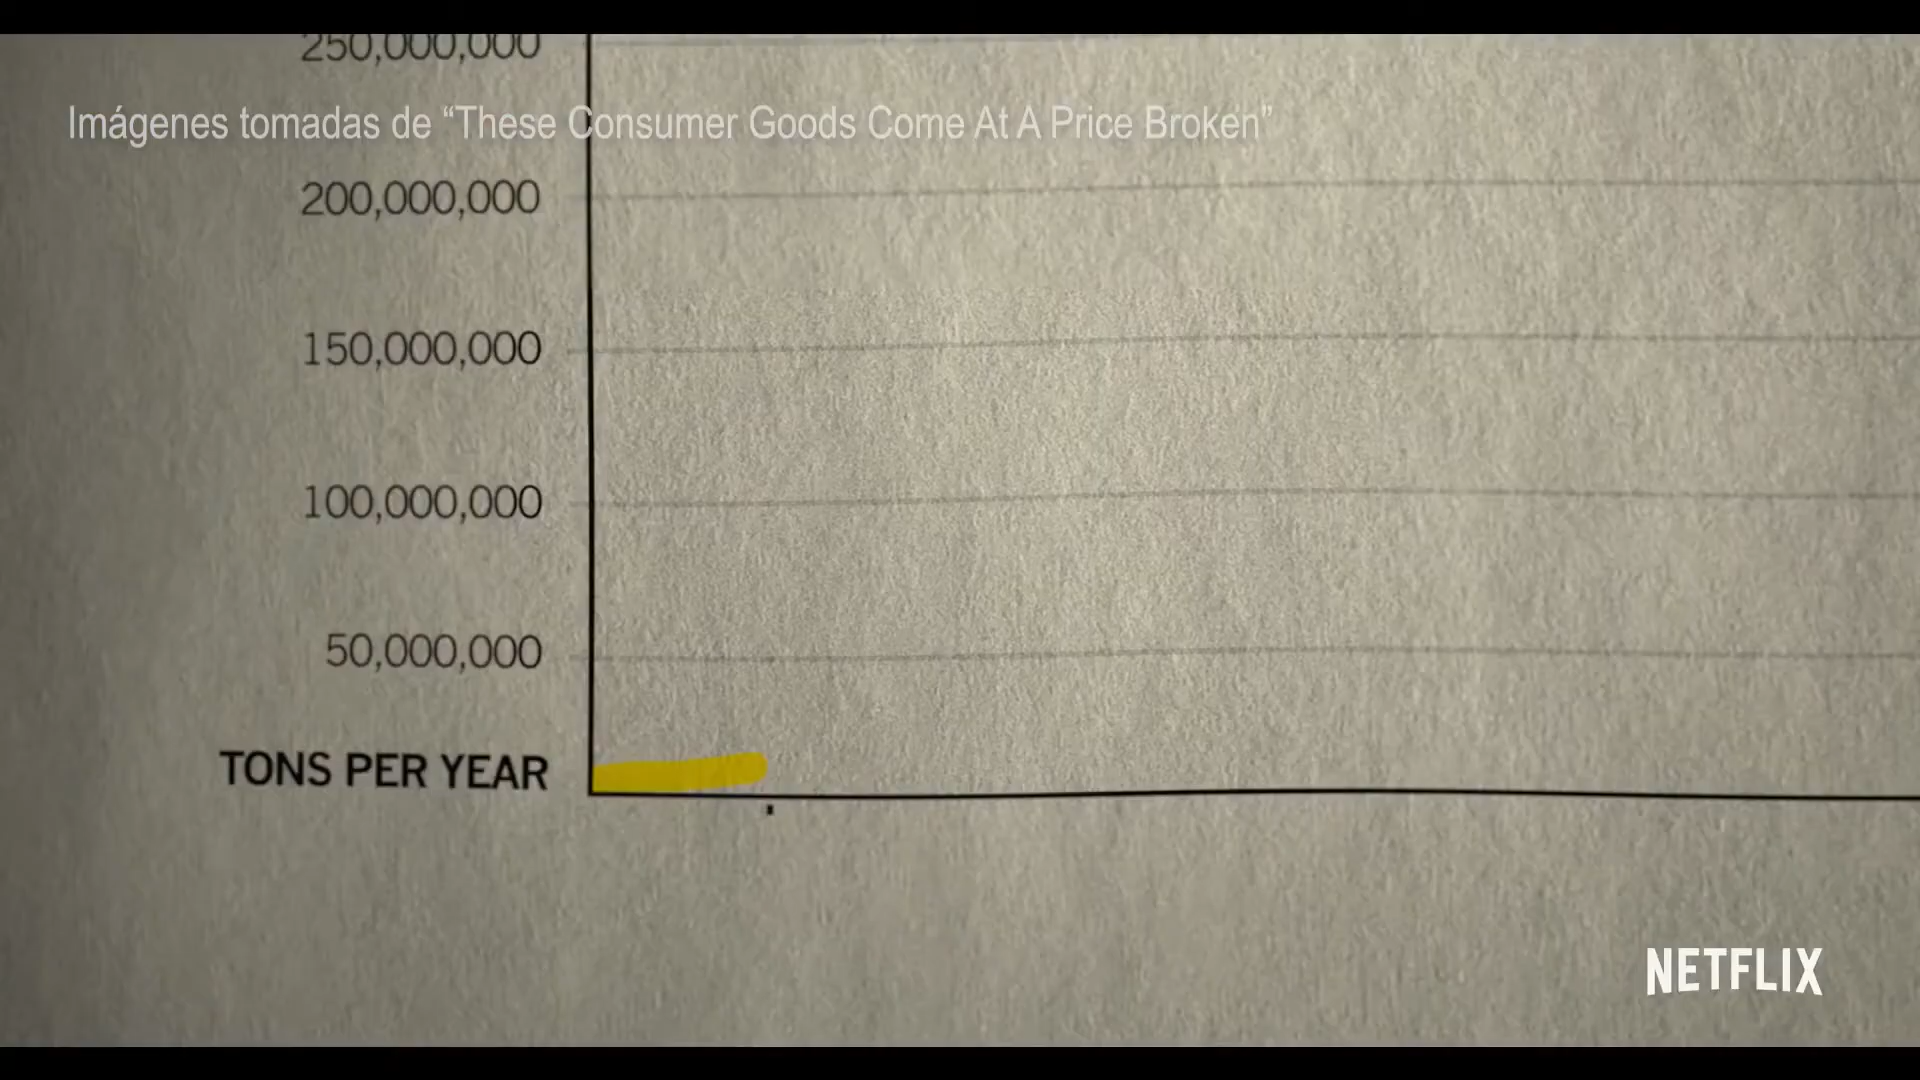 250,000,000
Imágenes tomadas de “These Consumer Goods Come At A Price Broken”
200,000,000
150,000,000
100,000,000
50,000,000
TONS PER YEAR
NETFLIX